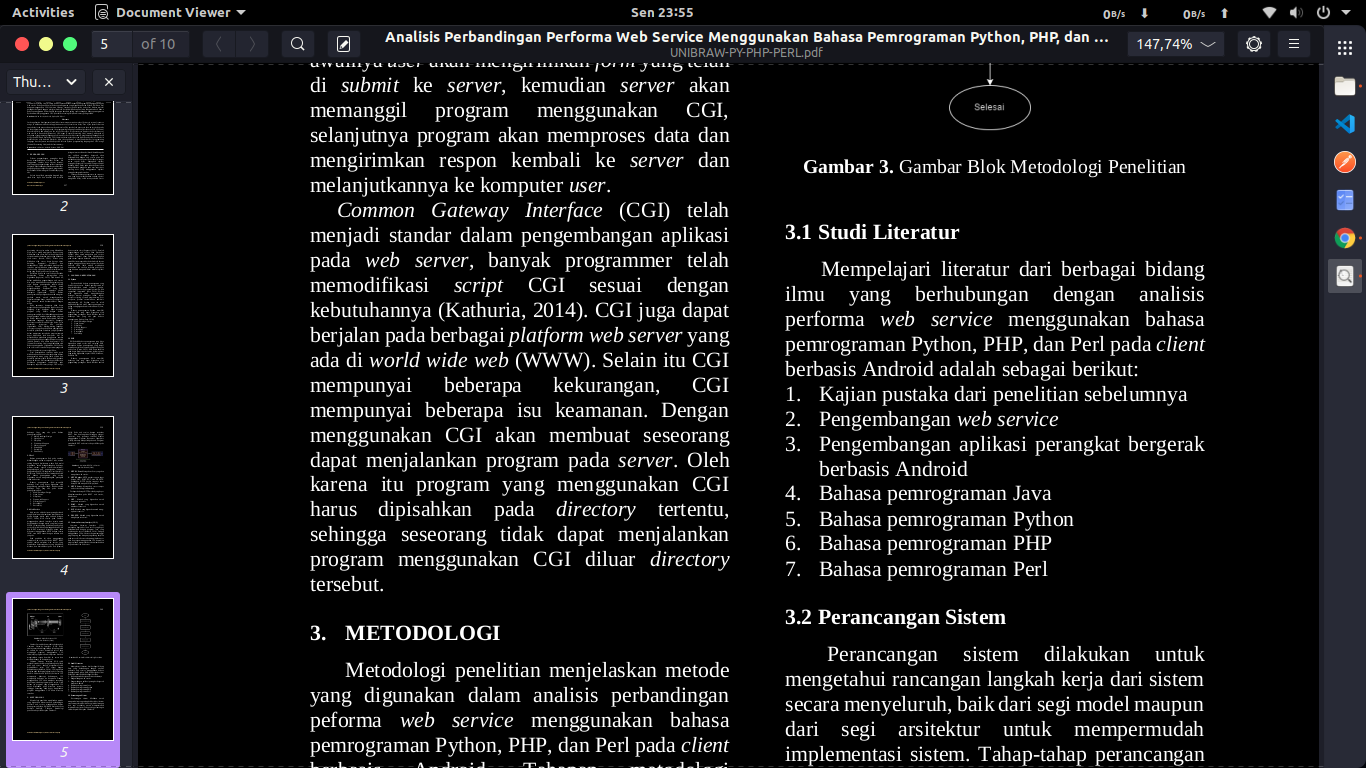 Activities
Document Viewer
Sen 23:55
0B/s
0B/s
5
of 10
Analisis Perbandingan Performa Web Service Menggunakan Bahasa Pemrograman Python, PHP, dan ...
UNIBRAW-PY-PHP-PERL.pdf
147,74%
Thu...
2
3
4
5
awalnya user akan mengirimkan form yang telah
di submit ke server, kemudian server akan
memanggil program menggunakan CGI,
selanjutnya program akan memproses data dan
mengirimkan respon kembali ke server dan
melanjutkannya ke komputer user.
Common Gateway Interface (CGI) telah
menjadi standar dalam pengembangan aplikasi
pada web server, banyak programmer telah
memodifikasi script CGI sesuai dengan
kebutuhannya (Kathuria, 2014). CGI juga dapat
berjalan pada berbagai platform web server yang
ada di world wide web (WWW). Selain itu CGI
mempunyai beberapa kekurangan, CGI
mempunyai beberapa isu keamanan. Dengan
menggunakan CGI akan membuat seseorang
dapat menjalankan program pada server. Oleh
karena itu program yang menggunakan CGI
harus dipisahkan pada directory tertentu,
sehingga seseorang tidak dapat menjalankan
program menggunakan CGI diluar directory
tersebut.
3. METODOLOGI
Metodologi penelitian menjelaskan metode
yang digunakan dalam analisis perbandingan
peforma web service menggunakan bahasa
pemrograman Python, PHP, dan Perl pada client
berbasis Android. Tahapan metodologi
Selesai
Gambar 3. Gambar Blok Metodologi Penelitian
3.1 Studi Literatur
Mempelajari literatur dari berbagai bidang
ilmu yang berhubungan dengan analisis
performa web service menggunakan bahasa
pemrograman Python, PHP, dan Perl pada client
berbasis Android adalah sebagai berikut:
1. Kajian pustaka dari penelitian sebelumnya
2. Pengembangan web service
3. Pengembangan aplikasi perangkat bergerak
berbasis Android
4. Bahasa pemrograman Java
5. Bahasa pemrograman Python
6. Bahasa pemrograman PHP
7. Bahasa pemrograman Perl
3.2 Perancangan Sistem
Perancangan sistem dilakukan untuk
mengetahui rancangan langkah kerja dari sistem
secara menyeluruh, baik dari segi model maupun
dari segi arsitektur untuk mempermudah
implementasi sistem. Tahap-tahap perancangan